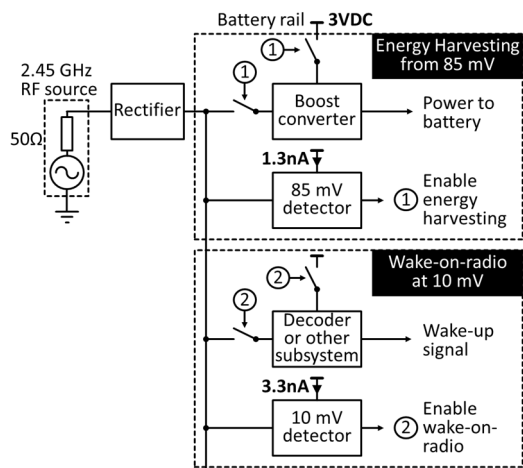 Battery rail 3VDC
Energy Harvesting
from 85 mV
1
1
2.45 GHz
RF source
50Ω
Rectifier
Boost
converter
Power to
battery
1.3nA
85 mV
detector
1 Enable
energy
harvesting
Wake-on-radio
at 10 mV
2
2
Decoder
or other
subsystem
Wake-up
signal
3.3nA
10 mV
detector
2 Enable
wake-on-
radio